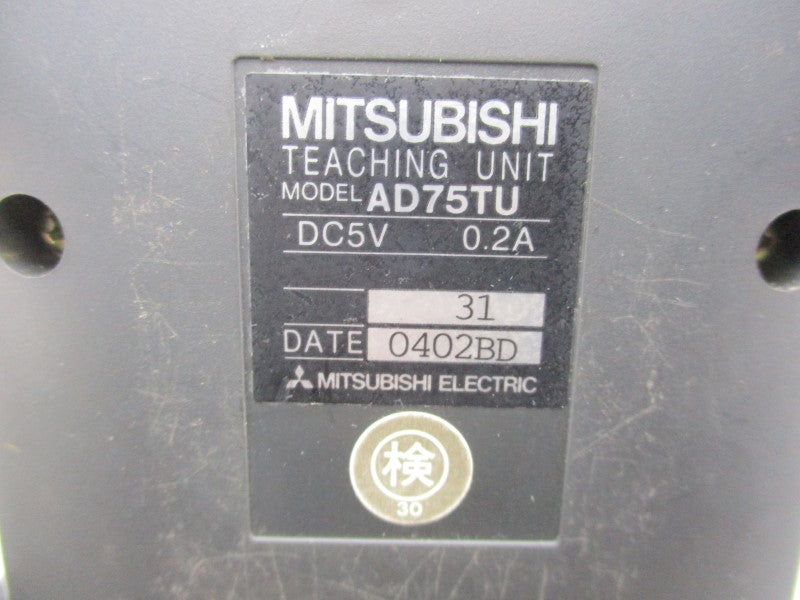 MITSUBISHI
TEACHING UNIT
MODEL AD75TU
DC5V 0.2A
31
DATE 0402BD
MITSUBISHI ELECTRIC
検
30